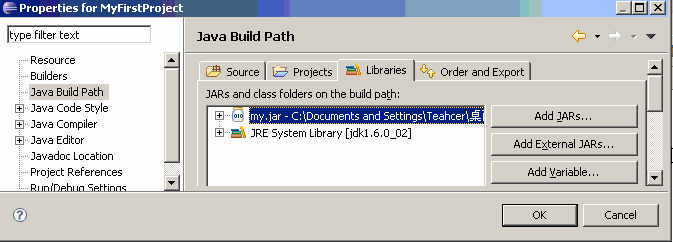 Properties for MyFirstProject
type filter text
Resource
Builders
Java Build Path
Java Code Style
Java Compiler
Java Editor
Javadoc Location
Project References
Run/Debug Settings
Java Build Path
Source
Projects
Libraries
Order and Export
JARs and class folders on the build path:
my.jar - C:\Documents and Settings\Teahcer\桌
JRE System Library [jdk1.6.0_02]
Add JARs...
Add External JARs...
Add Variable...
OK
Cancel